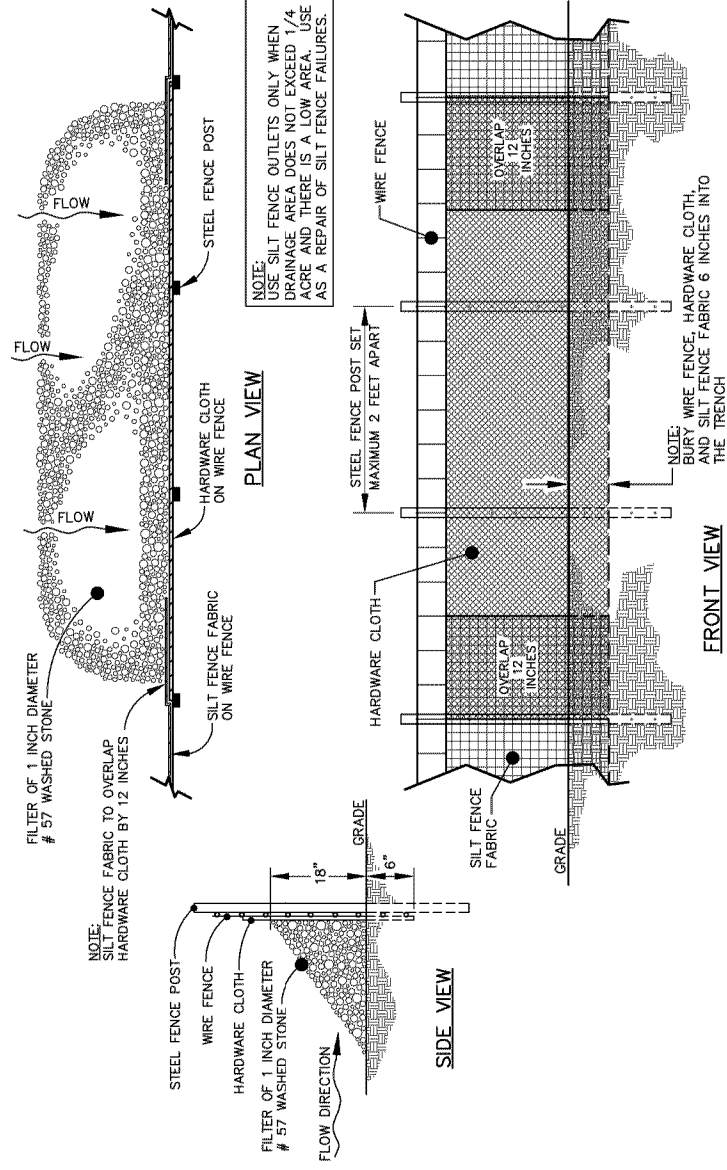 FILTER OF 1 INCH DIAMETER
# 57 WASHED STONE
NOTE:
SILT FENCE FABRIC TO OVERLAP
HARDWARE CLOTH BY 12 INCHES
FLOW
FLOW
FLOW
SILT FENCE FABRIC
ON WIRE FENCE
HARDWARE CLOTH
ON WIRE FENCE
STEEL FENCE POST
PLAN VIEW
NOTE:
USE SILT FENCE OUTLETS ONLY WHEN
DRAINAGE AREA DOES NOT EXCEED 1/4
ACRE AND THERE IS A LOW AREA. USE
AS A REPAIR OF SILT FENCE FAILURES.
STEEL FENCE POST
WIRE FENCE
HARDWARE CLOTH
FILTER OF 1 INCH DIAMETER
# 57 WASHED STONE
FLOW DIRECTION
18"
6"
GRADE
SIDE VIEW
HARDWARE CLOTH
STEEL FENCE POST SET
MAXIMUM 2 FEET APART
WIRE FENCE
SILT FENCE
FABRIC
GRADE
OVERLAP
12
INCHES
OVERLAP
12
INCHES
NOTE:
BURY WIRE FENCE, HARDWARE CLOTH,
AND SILT FENCE FABRIC 6 INCHES INTO
THE TRENCH
FRONT VIEW